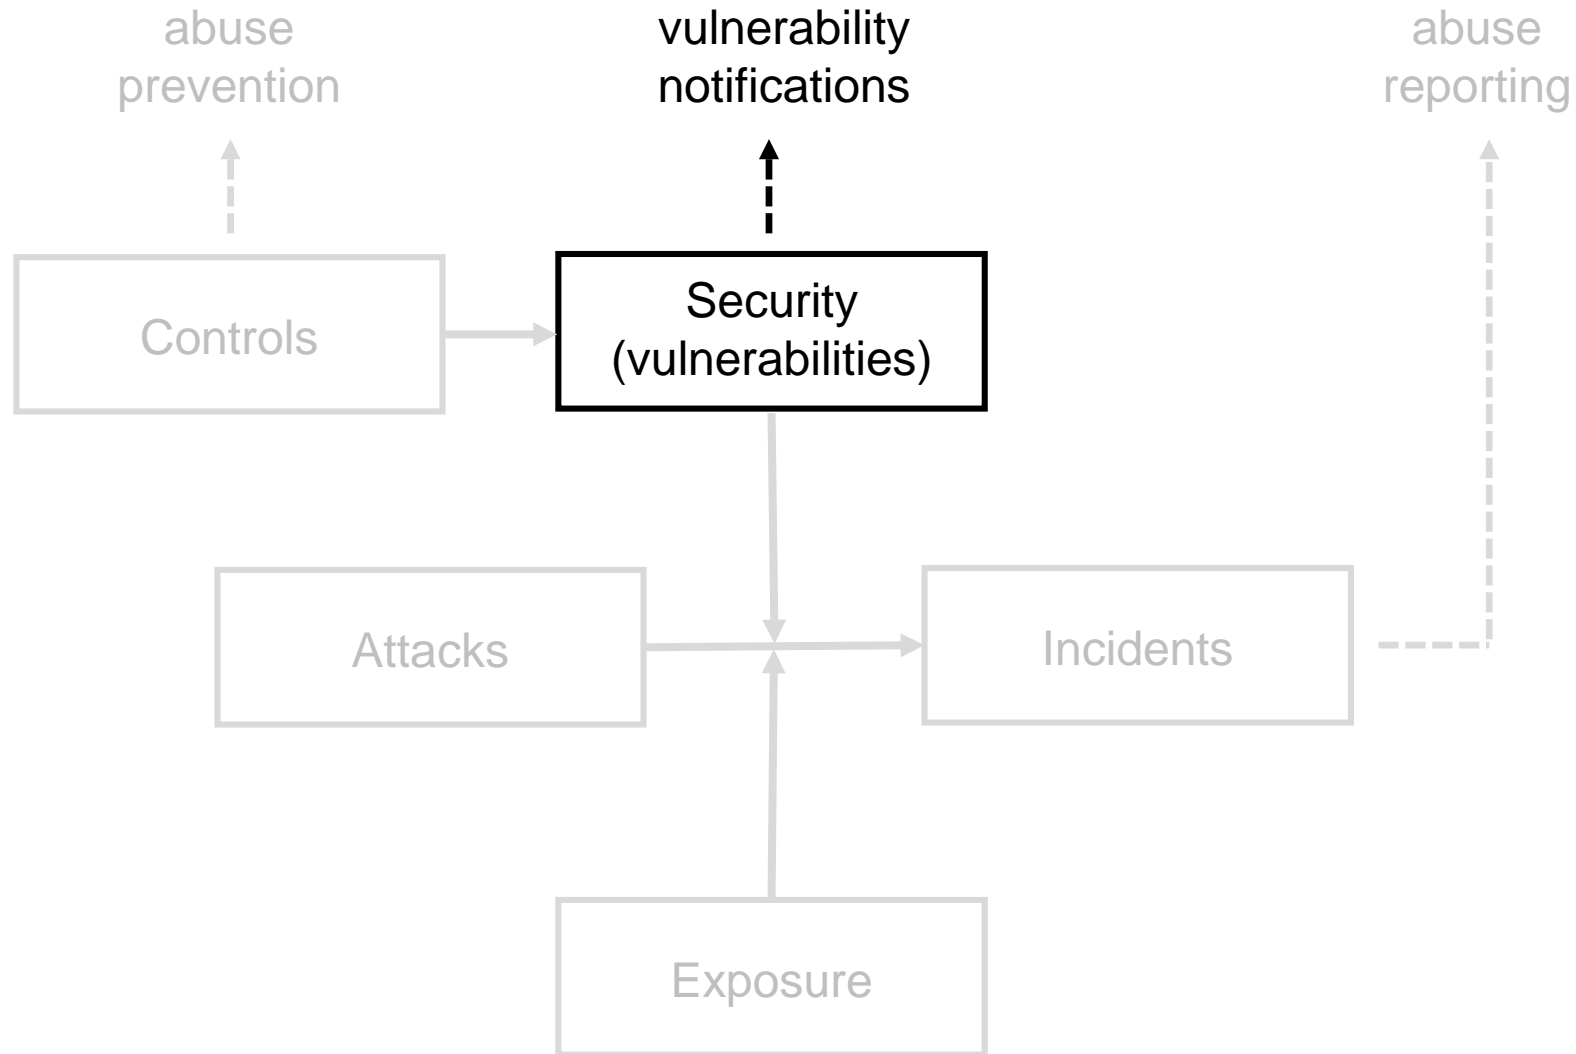 abuse
prevention
vulnerability
notifications
abuse
reporting
Controls
Security
(vulnerabilities)
Attacks
Incidents
Exposure